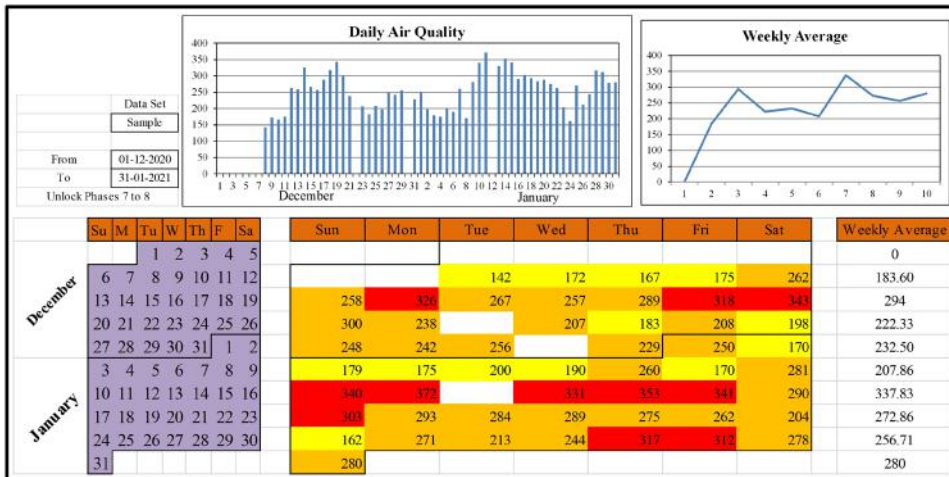 Daily Air Quality
400
350
300
250
200
150
100
50
0
1 3 5 7 9 11 13 15 17 19 21 23 25 27 29 31 2 4 6 8 10 12 14 16 18 20 22 24 26 28 30
December January
Weekly Average
400
350
300
250
200
150
100
50
0
1 2 3 4 5 6 7 8 9 10
Data Set
Sample
From 01-12-2020
To 31-01-2021
Unlock Phases 7 to 8
Su M Tu W Th F Sa Sun Mon Tue Wed Thu Fri Sat Weekly Average
December
1 2 3 4 5 0
6 7 8 9 10 11 12 142 172 167 175 262 183.60
13 14 15 16 17 18 19 258 326 267 257 289 318 343 294
20 21 22 23 24 25 26 300 238 207 183 208 198 222.33
27 28 29 30 31 1 2 248 242 256 229 250 170 232.50
January
3 4 5 6 7 8 9 179 175 200 190 260 170 281 207.86
10 11 12 13 14 15 16 340 372 331 353 341 290 337.83
17 18 19 20 21 22 23 303 293 284 289 275 262 204 272.86
24 25 26 27 28 29 30 162 271 213 244 317 312 278 256.71
31 280 280